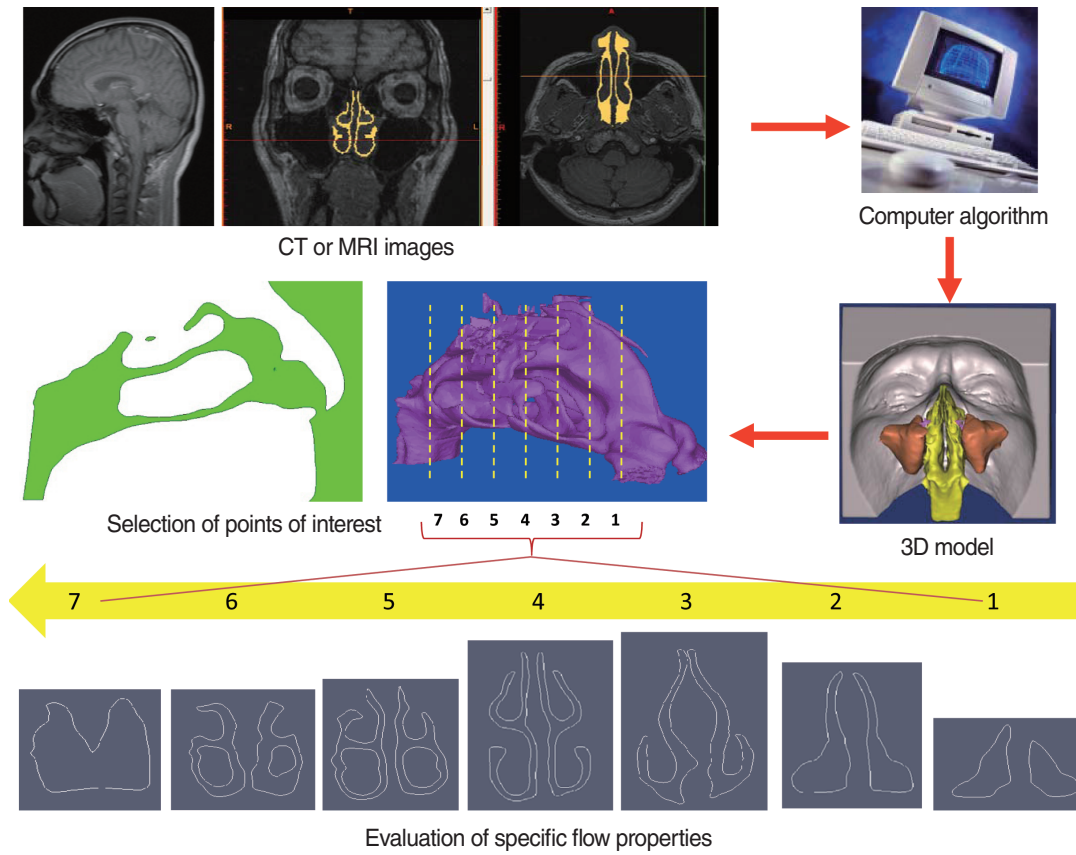 T
A
R
L
R
CT or MRI images
Computer algorithm
Selection of points of interest
7 6 5 4 3 2 1
3D model
7 6 5 4 3 2 1
Evaluation of specific flow properties